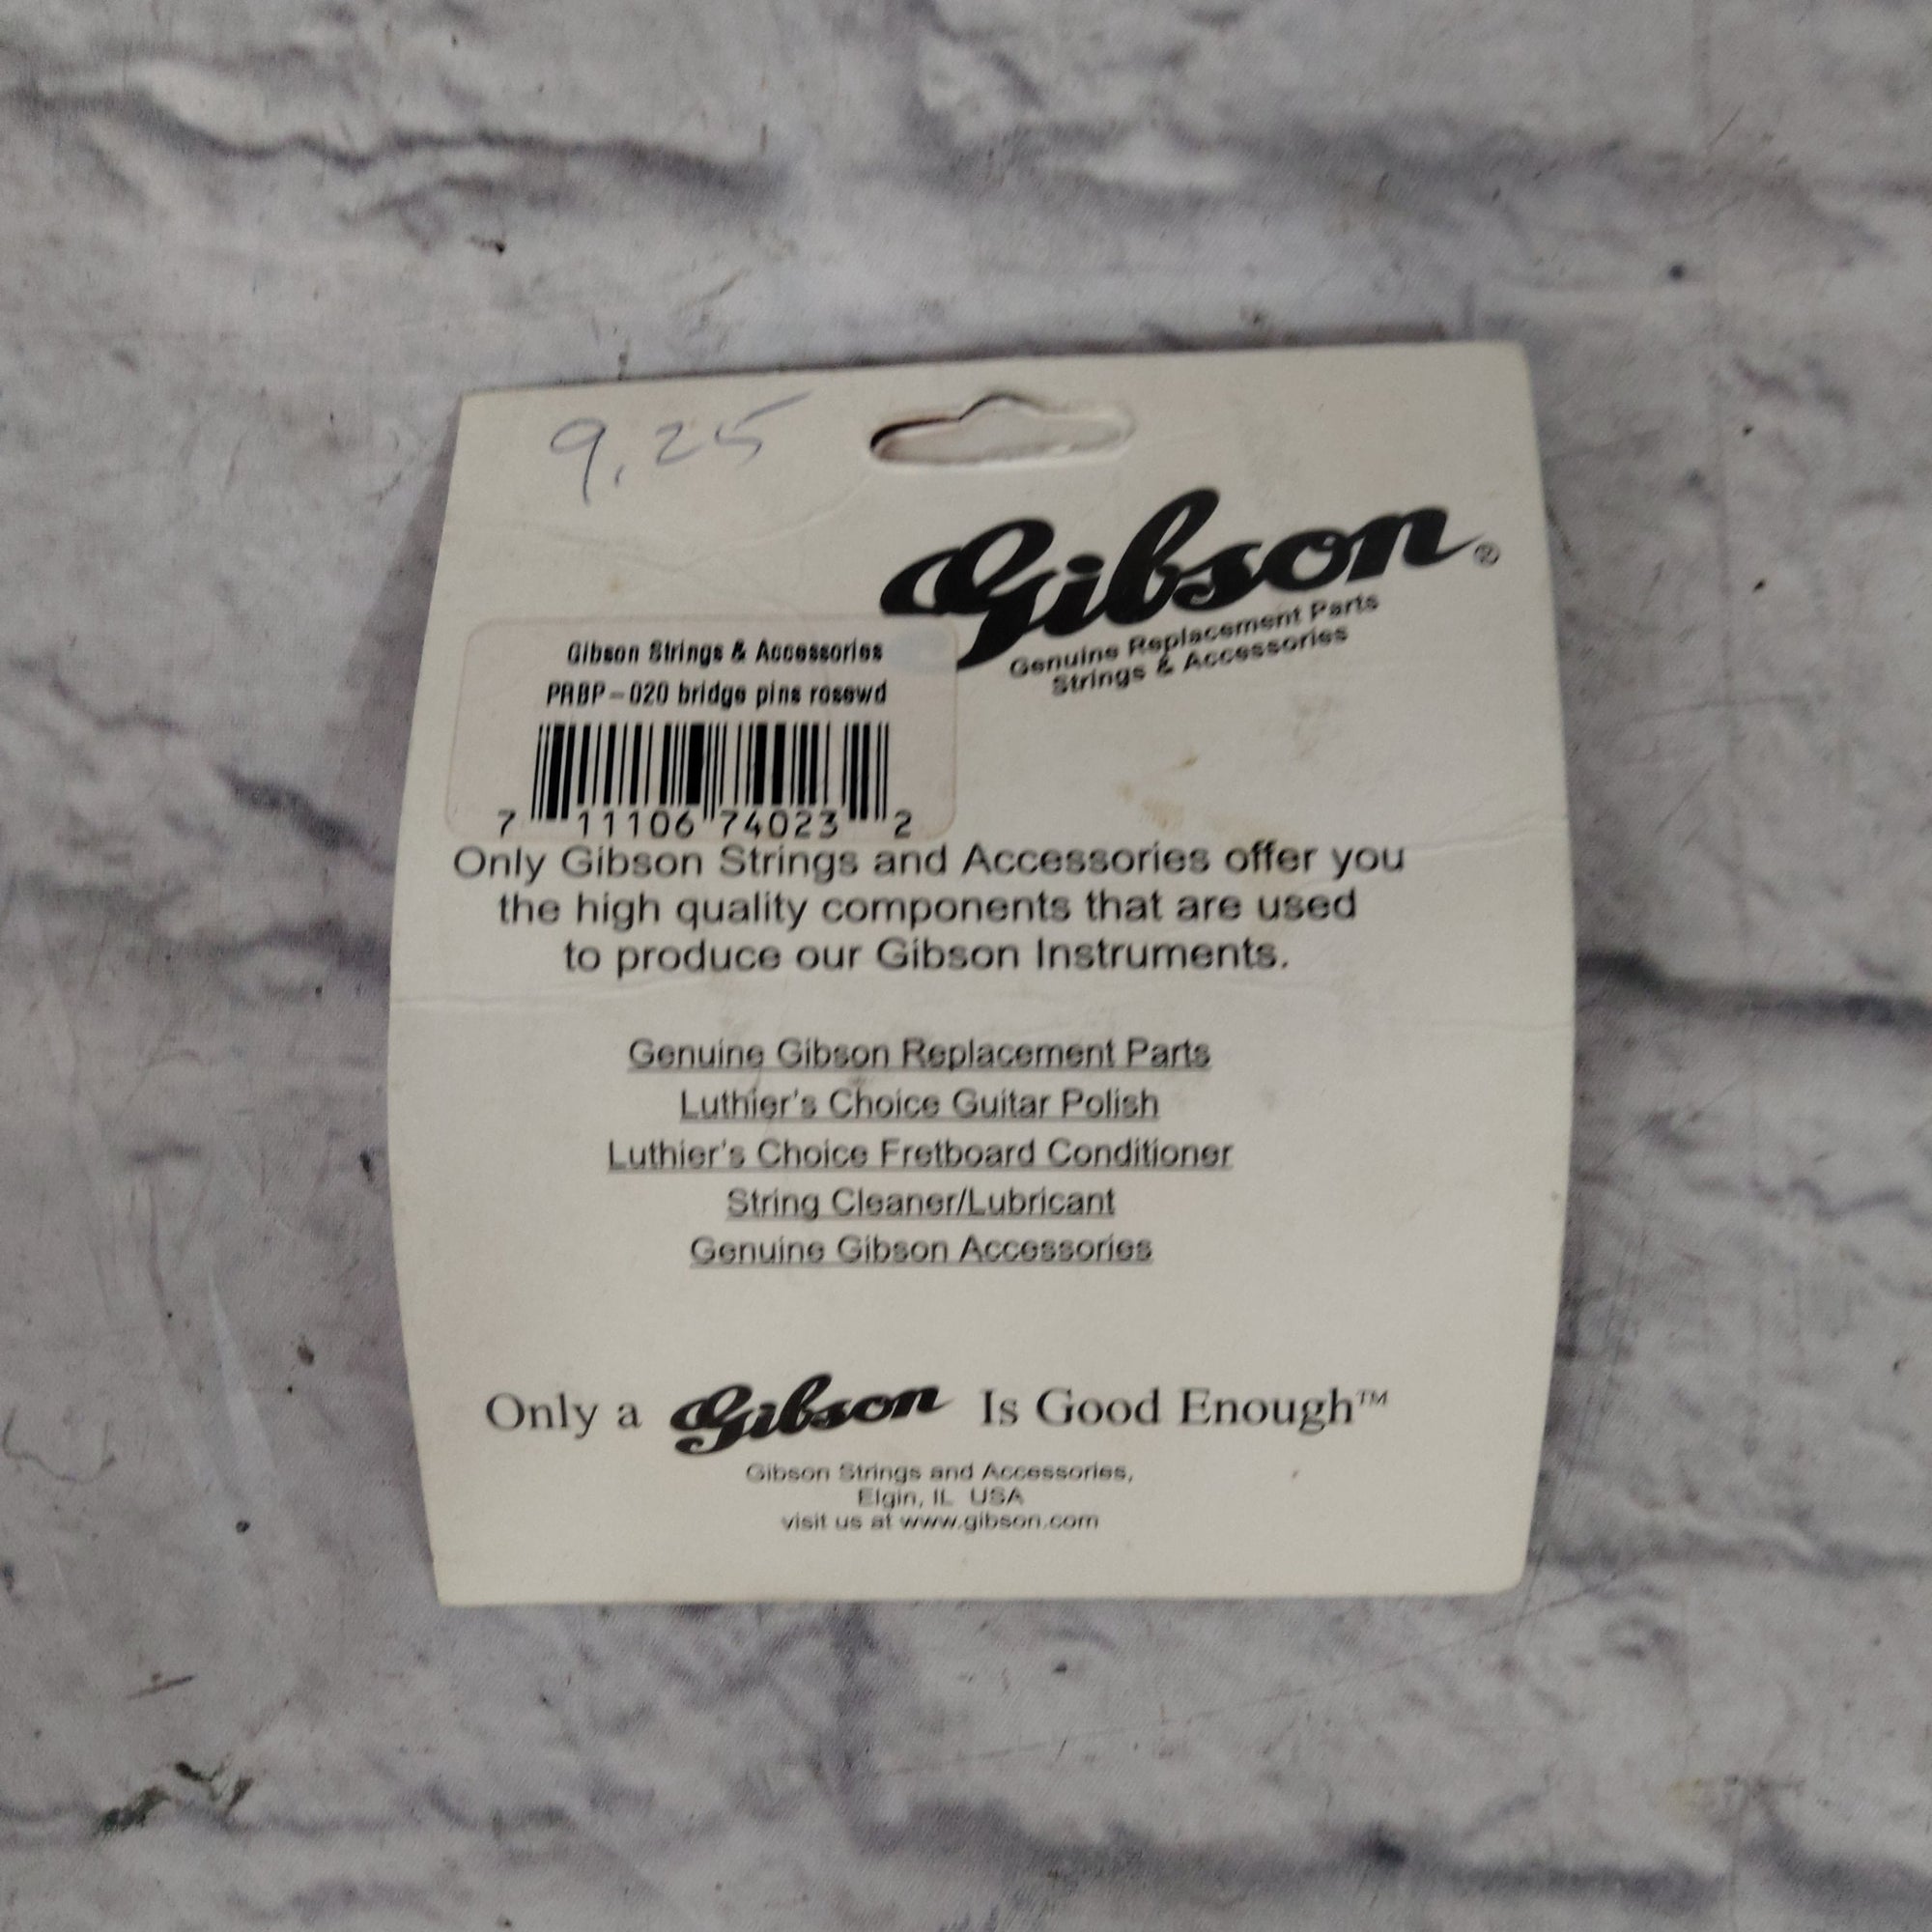 9.25
Gibson®
Genuine Replacement Parts
Strings & Accessories
Gibson Strings & Accessories
PRBP-020 bridge pins rosewd
7 11106 74023 2
Only Gibson Strings and Accessories offer you
the high quality components that are used
to produce our Gibson Instruments.
Genuine Gibson Replacement Parts
Luthier's Choice Guitar Polish
Luthier's Choice Fretboard Conditioner
String Cleaner/Lubricant
Genuine Gibson Accessories
Only a Gibson Is Good Enough™
Gibson Strings and Accessories,
Elgin, IL USA
visit us at www.gibson.com